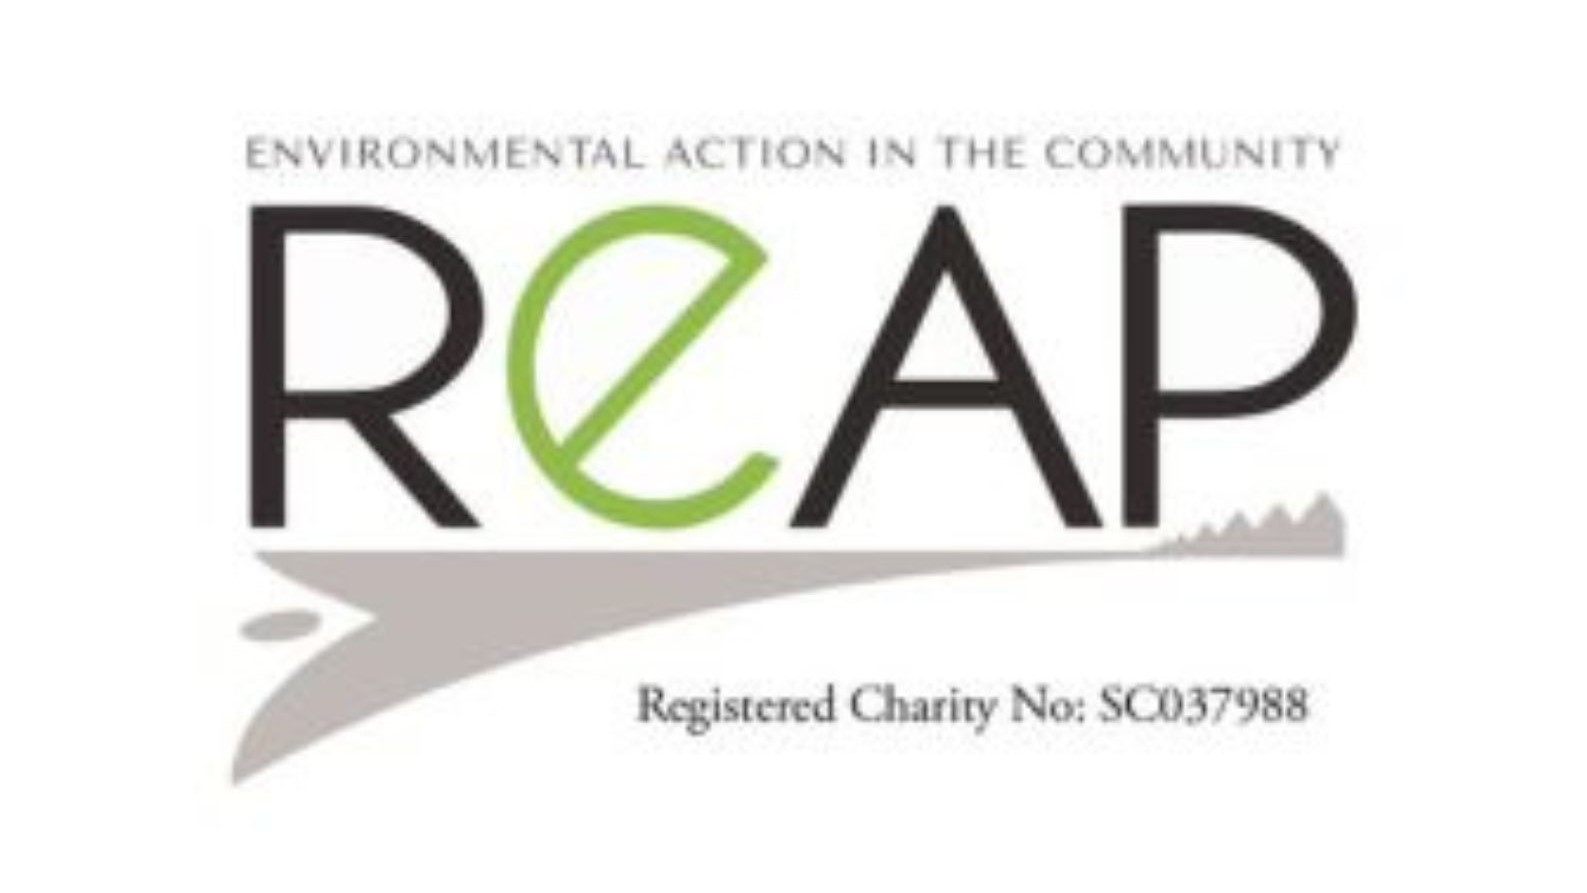 ENVIRONMENTAL ACTION IN THE COMMUNITY
ReAP
Registered Charity No: SC037988